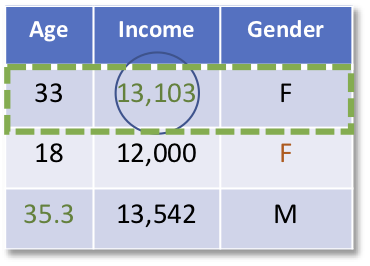 Age Income Gender
33 13,103 F
18 12,000 F
35.3 13,542 M